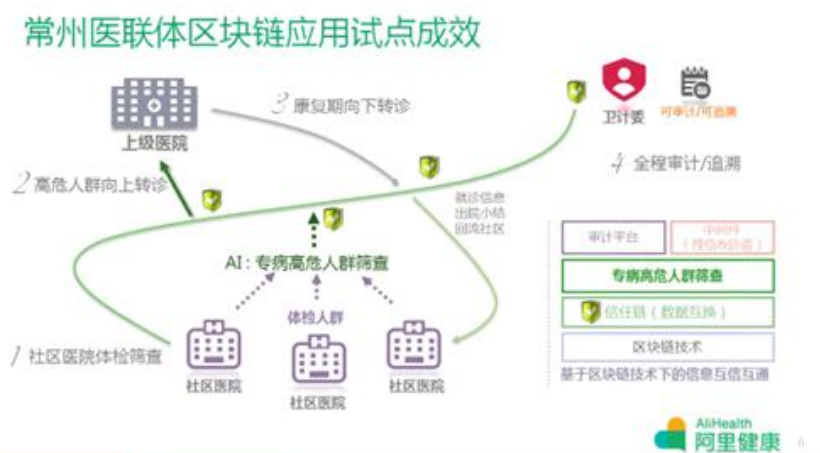 常州医联体区块链应用试点成效
3 康复期向下转诊
上级医院
卫计委
可审计/可追溯
4 全程审计/追溯
2 高危人群向上转诊
就诊信息
出院小结
回流社区
AI:专病高危人群筛查
体检人群
1 社区医院体检筛查
社区医院
社区医院
社区医院
审计平台
中间件
专病高危人群筛查
信任链(数据互换)
区块链技术
基于区块链技术下的信息互信互通
AliHealth
阿里健康
6